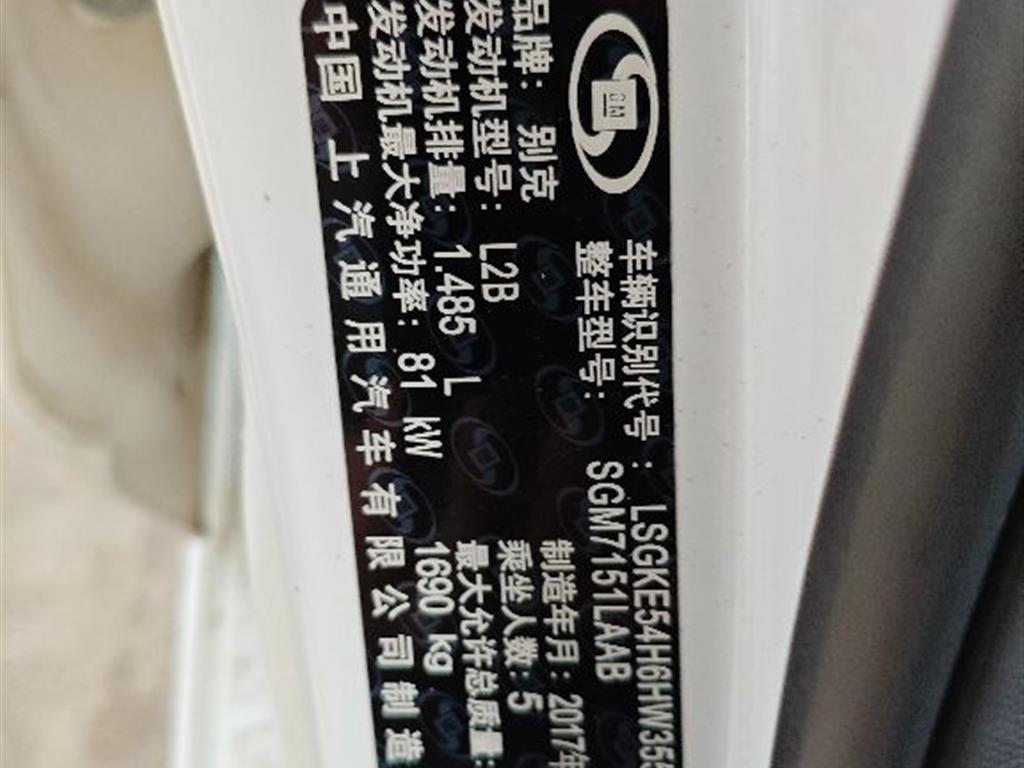 GM
车辆识别代号：LSGKE54H6HW355
整车型号：SGM7151LAAB
品牌：别克
制造年月：2017年
发动机型号：L2B
乘坐人数：5
发动机排量：1.485 L
最大允许总质量：
发动机最大净功率：81 kW
1690 kg
中国 上汽通用汽车有限公司制造